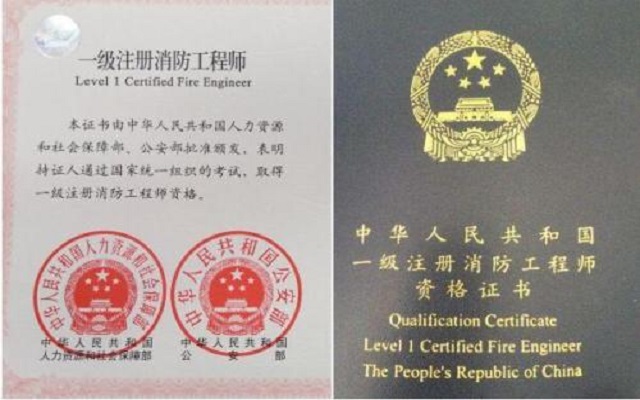 一级注册消防工程师
Level 1 Certified Fire Engineer
本证书由中华人民共和国人力资源
和社会保障部、公安部批准颁发，表明
持证人通过国家统一组织的考试，取得
一级注册消防工程师资格。
中华人民共和国人力资源和社会保障部
中华人民共和国公安部
中华人民共和国
人力资源和社会保障部
中华人民共和国
公安部
中华人民共和国
一级注册消防工程师
资格证书
Qualification Certificate
Level 1 Certified Fire Engineer
The People's Republic of China